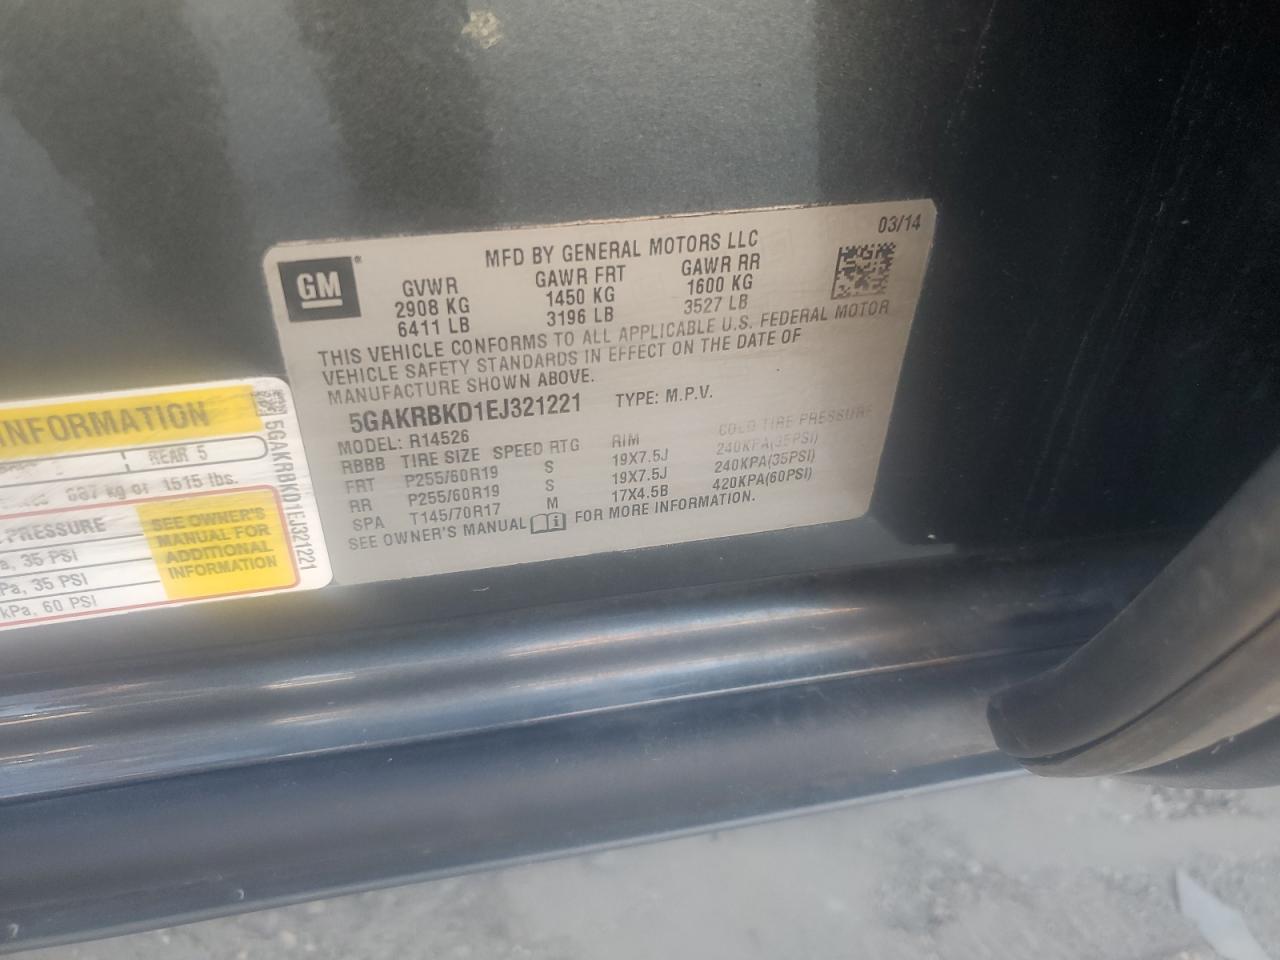 GM
MFD BY GENERAL MOTORS LLC
03/14
GVWR GAWR FRT GAWR RR
2908 KG 1450 KG 1600 KG
6411 LB 3196 LB 3527 LB
THIS VEHICLE CONFORMS TO ALL APPLICABLE U.S. FEDERAL MOTOR
VEHICLE SAFETY STANDARDS IN EFFECT ON THE DATE OF
MANUFACTURE SHOWN ABOVE.
5GAKRBKD1EJ321221 TYPE: M.P.V.
MODEL: R14526
RBBB TIRE SIZE SPEED RTG RIM COLD TIRE PRESSURE
FRT P255/60R19 S 19X7.5J 240KPA(35PSI)
RR P255/60R19 S 19X7.5J 240KPA(35PSI)
SPA T145/70R17 M 17X4.5B 420KPA(60PSI)
SEE OWNER'S MANUAL FOR MORE INFORMATION.
INFORMATION
REAR 5
687 kg or 1515 lbs.
PRESSURE
35 PSI
Pa, 35 PSI
kPa, 60 PSI
SEE OWNER'S
MANUAL FOR
ADDITIONAL
INFORMATION
5GAKRBKD1EJ321221